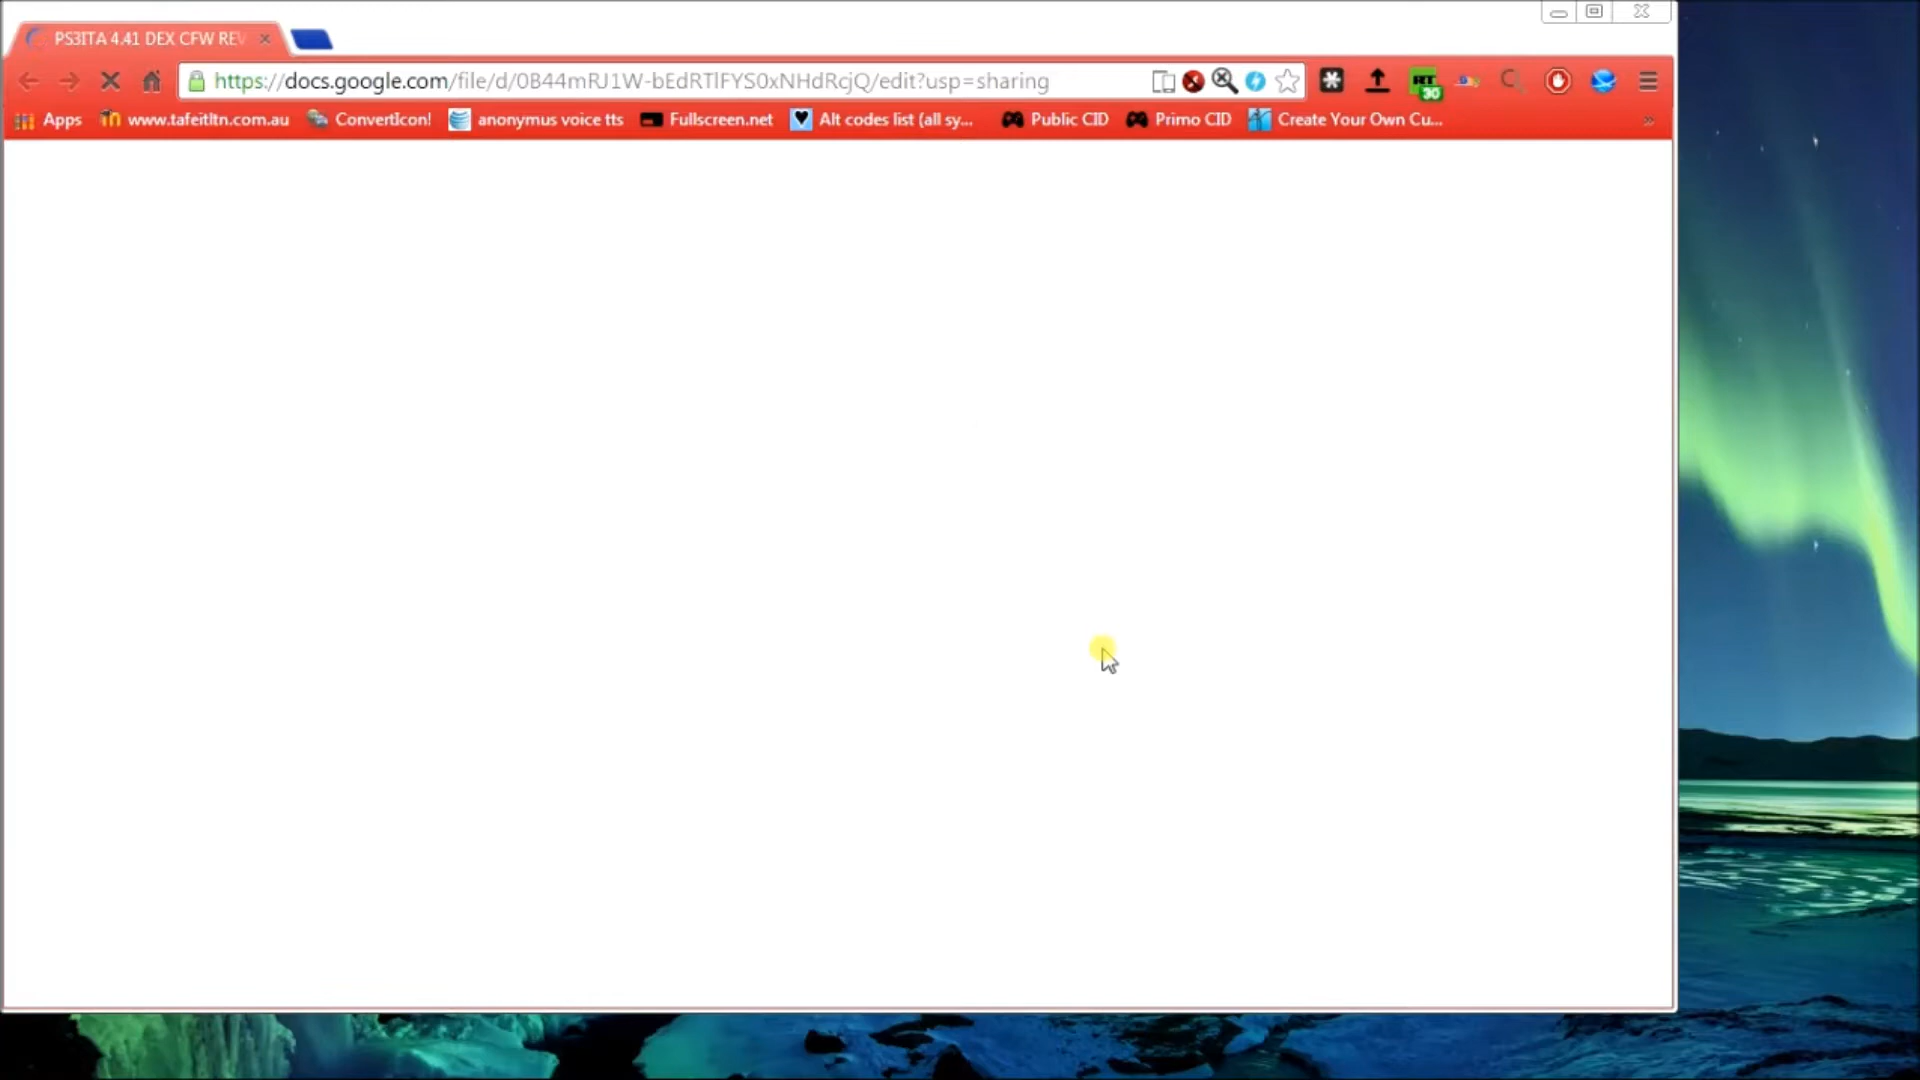 PS3ITA 4.41 DEX CFW REV
https://docs.google.com/file/d/0B44mRJ1W-bEdRTlFYS0xNHdRcjQ/edit?usp=sharing
RT 30
Apps www.tafeitltn.com.au ConvertIcon! anonymus voice tts Fullscreen.net Alt codes list (all sy... Public CID Primo CID Create Your Own Cu... »